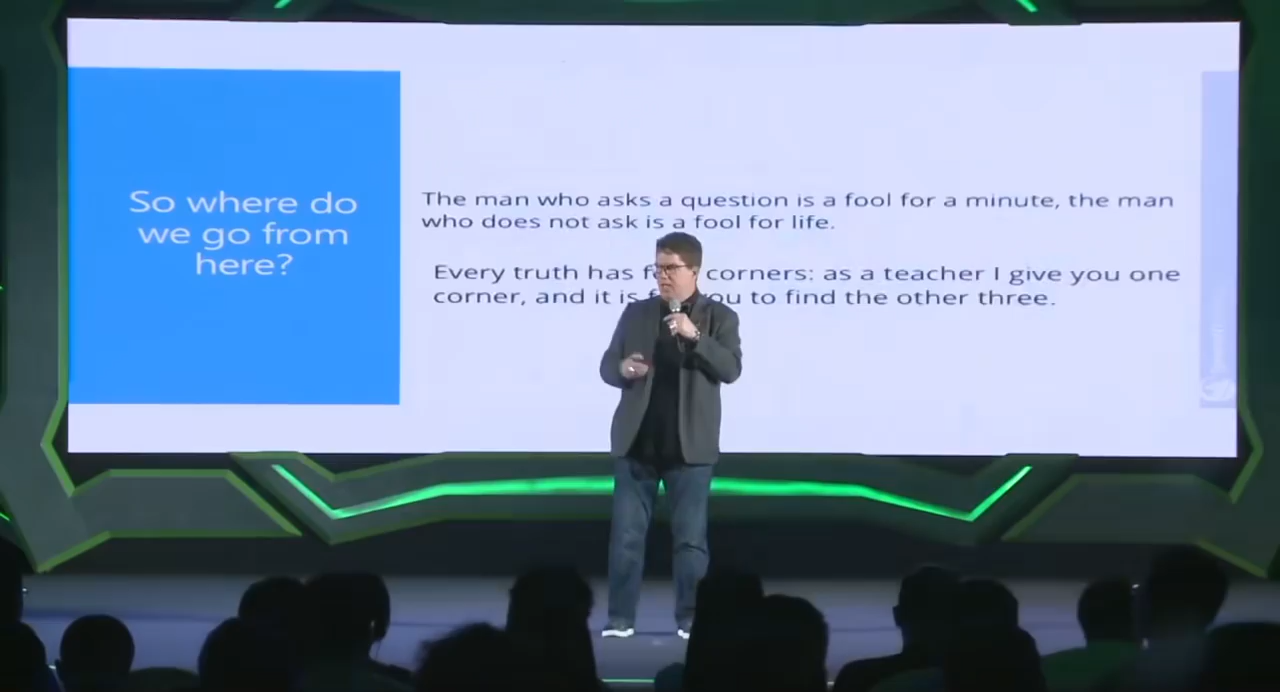 So where do
we go from
here?
The man who asks a question is a fool for a minute, the man
who does not ask is a fool for life.
Every truth has corners: as a teacher I give you one
corner, and it is to find the other three.